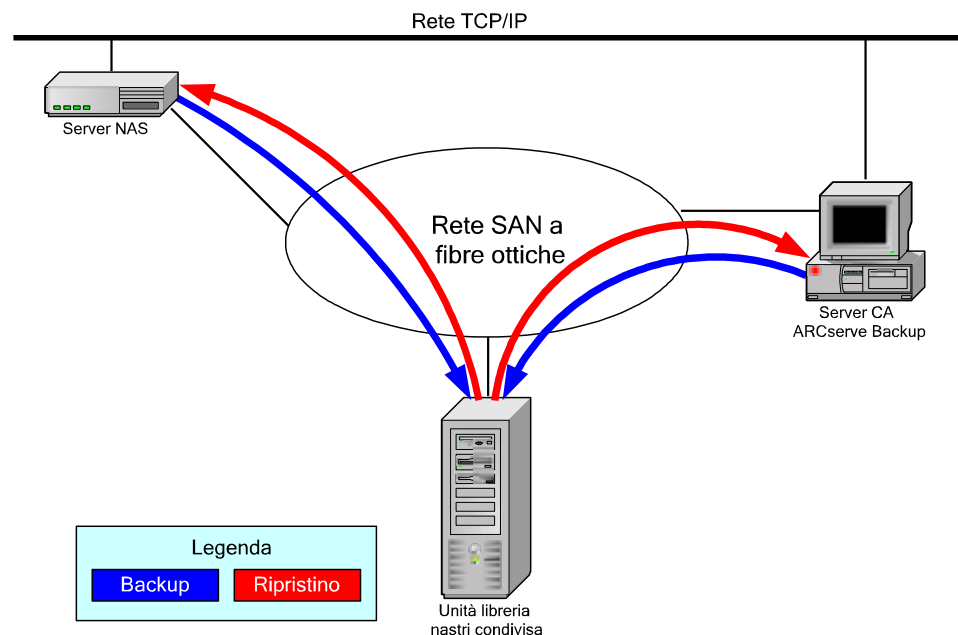 Rete TCP/IP
Server NAS
Rete SAN a
fibre ottiche
Server CA
ARCserve Backup
Unità libreria
nastri condivisa
Legenda
Backup
Ripristino